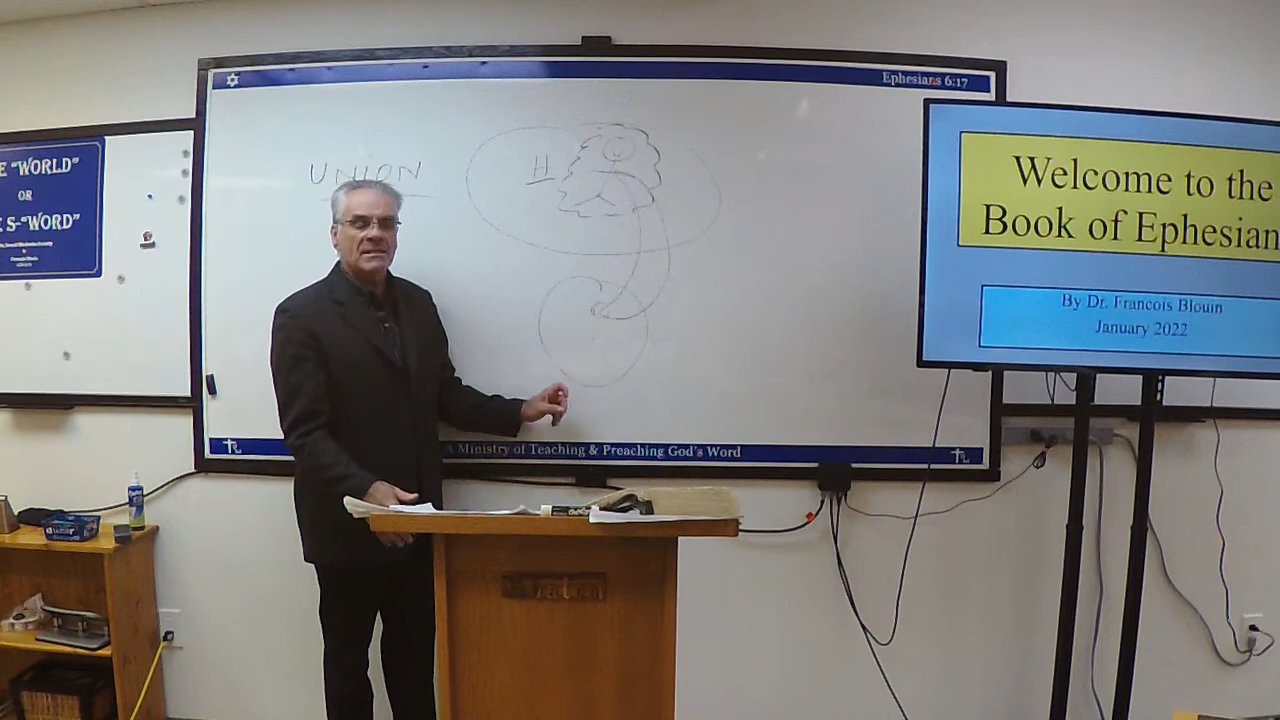 E "WORLD"
OR
E S-"WORD"
Ephesians 6:17
UNION
H
s Ministry of Teaching & Preaching God's Word
Welcome to the
Book of Ephesian
By Dr. Francois Blouin
January 2022